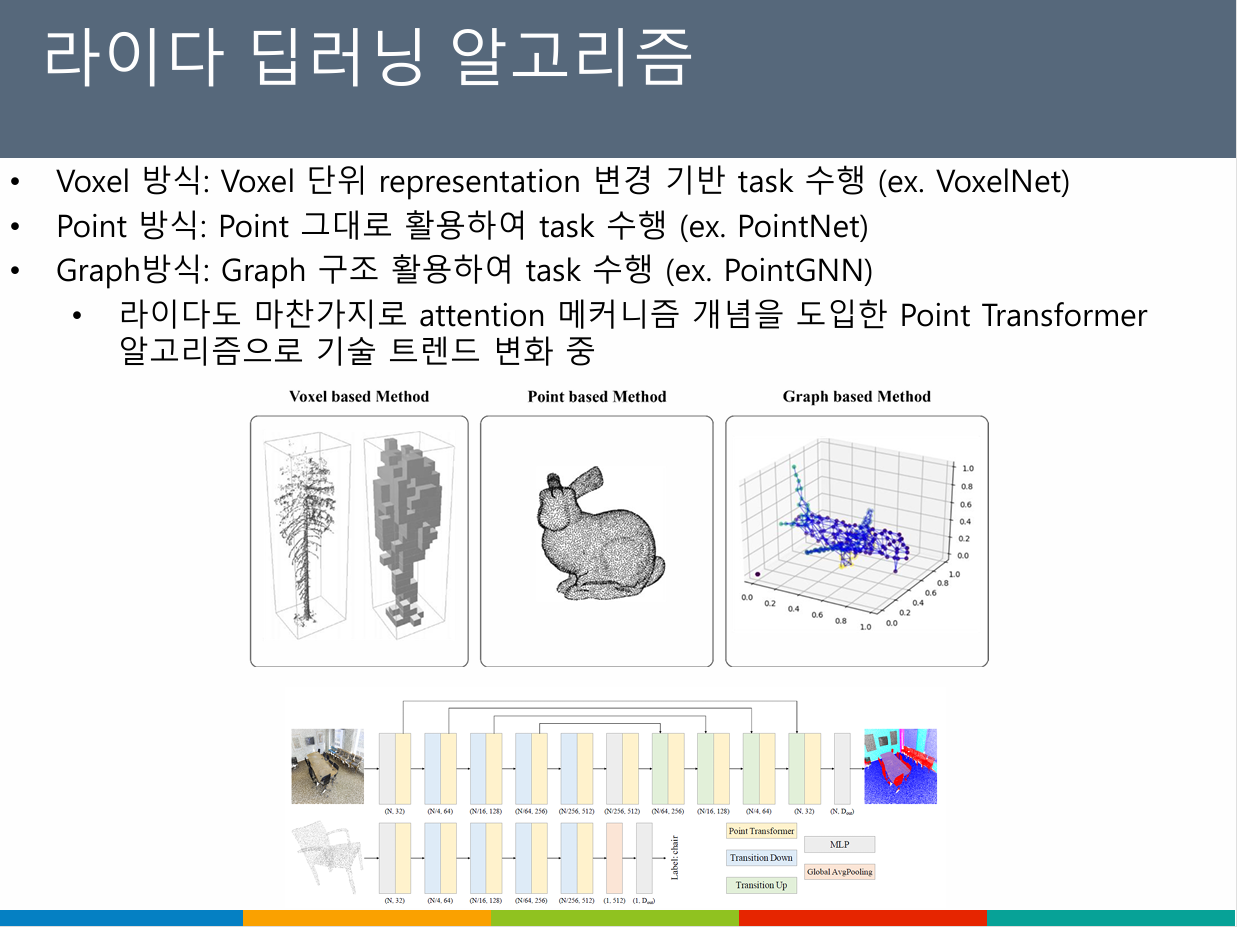 라이다 딥러닝 알고리즘
• Voxel 방식: Voxel 단위 representation 변경 기반 task 수행 (ex. VoxelNet)
• Point 방식: Point 그대로 활용하여 task 수행 (ex. PointNet)
• Graph방식: Graph 구조 활용하여 task 수행 (ex. PointGNN)
• 라이다도 마찬가지로 attention 메커니즘 개념을 도입한 Point Transformer
알고리즘으로 기술 트렌드 변화 중
Voxel based Method Point based Method Graph based Method
1.0
0.8
0.6
0.4
0.2
0.0
0.0 0.2 0.4 0.6 0.8 1.0
0.0 0.2 0.4 0.6 0.8 1.0
(N, 32) (N/4, 64) (N/16, 128) (N/64, 256) (N/256, 512) (N/256, 512) (N/64, 256) (N/16, 128) (N/4, 64) (N, 32) (N, Dout)
Point Transformer
MLP
Transition Down
Global AvgPooling
Transition Up
Label: chair
(N, 32) (N/4, 64) (N/16, 128) (N/64, 256) (N/256, 512) (1, 512) (1, Dout)